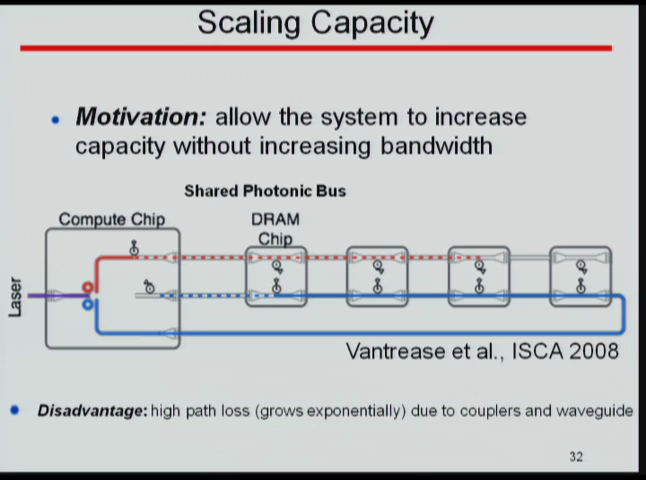 Scaling Capacity
• Motivation: allow the system to increase
capacity without increasing bandwidth
Shared Photonic Bus
Compute Chip
DRAM
Chip
Laser
Vantrease et al., ISCA 2008
• Disadvantage: high path loss (grows exponentially) due to couplers and waveguide
32